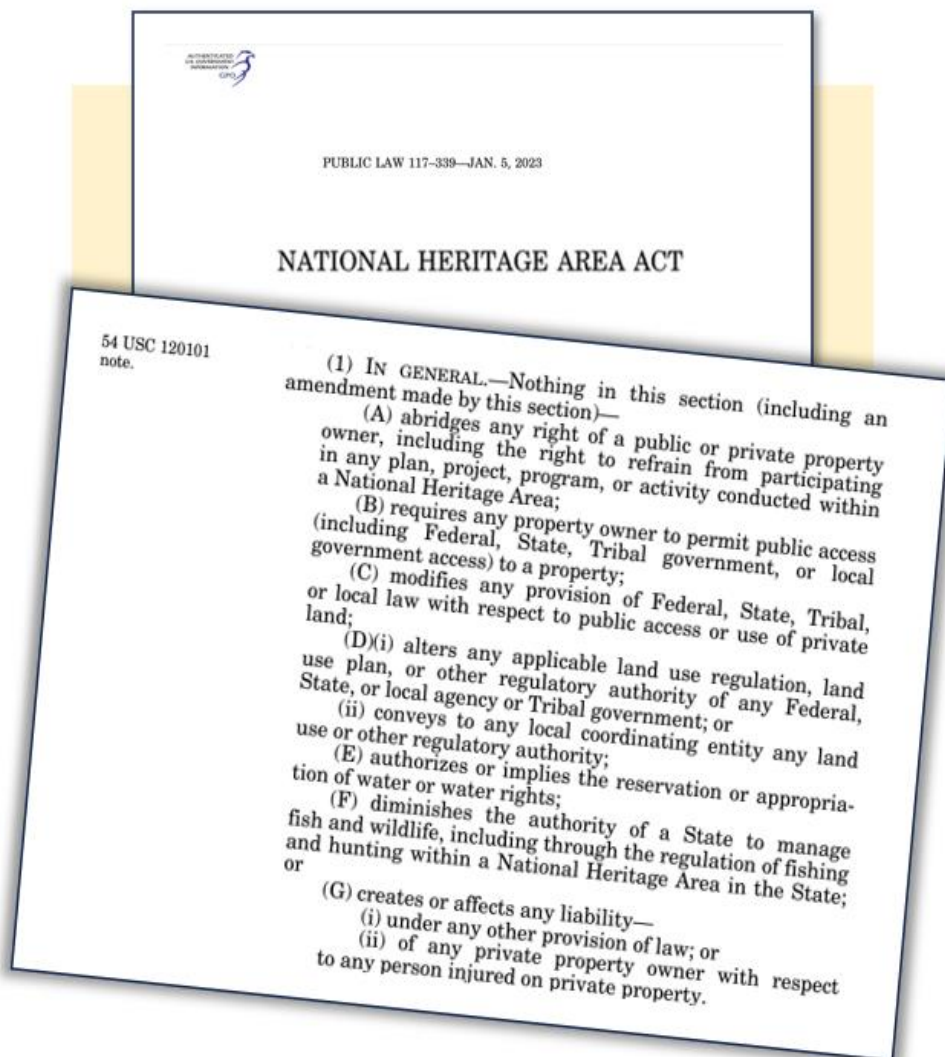 AUTHENTICATED
U.S. GOVERNMENT
INFORMATION
GPO
PUBLIC LAW 117–339—JAN. 5, 2023
NATIONAL HERITAGE AREA ACT
54 USC 120101
note.
(1) IN GENERAL.—Nothing in this section (including an
amendment made by this section)—
(A) abridges any right of a public or private property
owner, including the right to refrain from participating
in any plan, project, program, or activity conducted within
a National Heritage Area;
(B) requires any property owner to permit public access
(including Federal, State, Tribal government, or local
government access) to a property;
(C) modifies any provision of Federal, State, Tribal,
or local law with respect to public access or use of private
land;
(D)(i) alters any applicable land use regulation, land
use plan, or other regulatory authority of any Federal,
State, or local agency or Tribal government; or
(ii) conveys to any local coordinating entity any land
use or other regulatory authority;
(E) authorizes or implies the reservation or appropria-
tion of water or water rights;
(F) diminishes the authority of a State to manage
fish and wildlife, including through the regulation of fishing
and hunting within a National Heritage Area in the State;
or
(G) creates or affects any liability—
(i) under any other provision of law; or
(ii) of any private property owner with respect
to any person injured on private property.